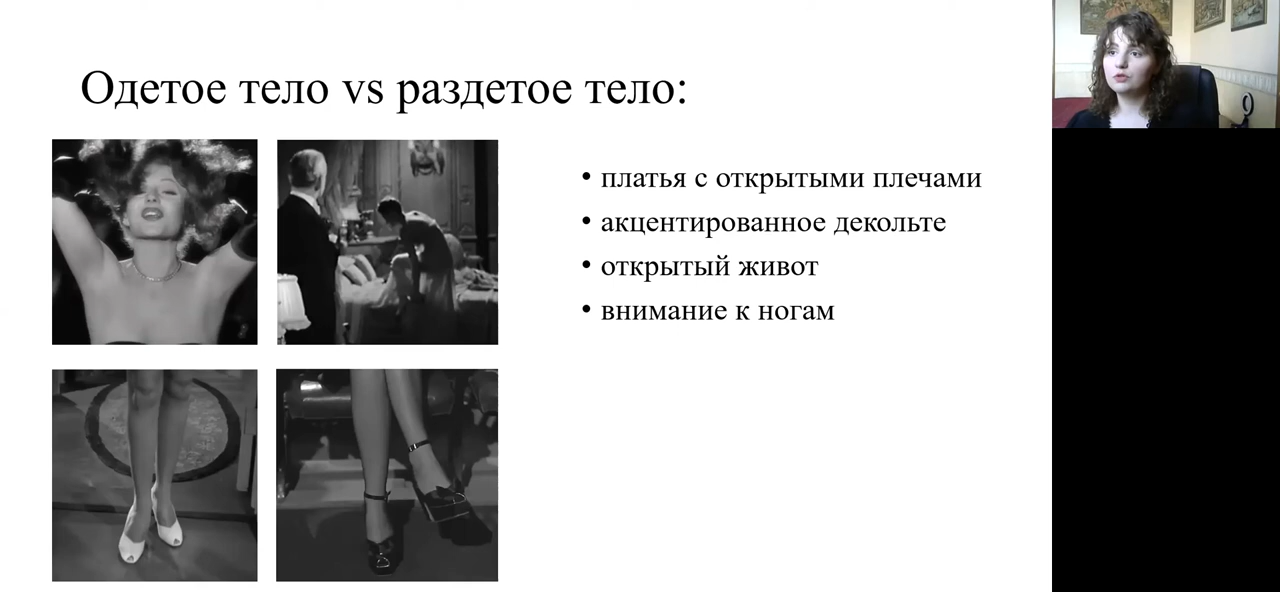 Одетое тело vs раздетое тело:
• платья с открытыми плечами
• акцентированное декольте
• открытый живот
• внимание к ногам